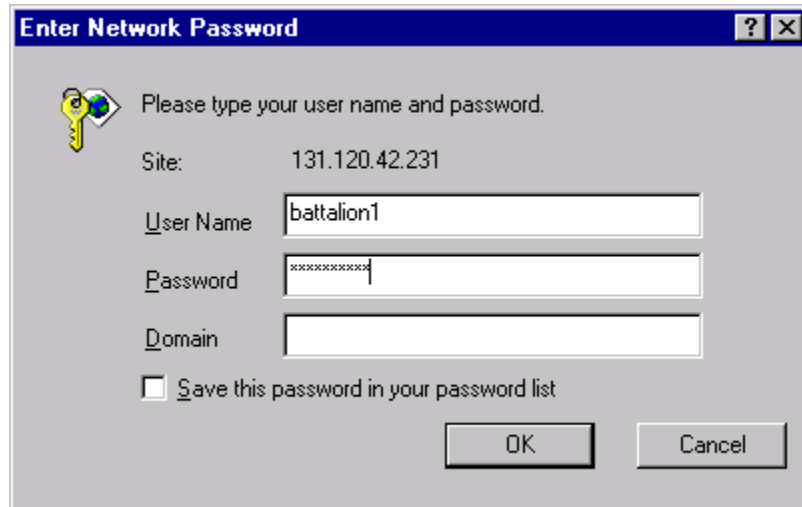 Enter Network Password
Please type your user name and password.
Site: 131.120.42.231
User Name battalion1
Password xxxxxxxxxx
Domain
Save this password in your password list
OK Cancel